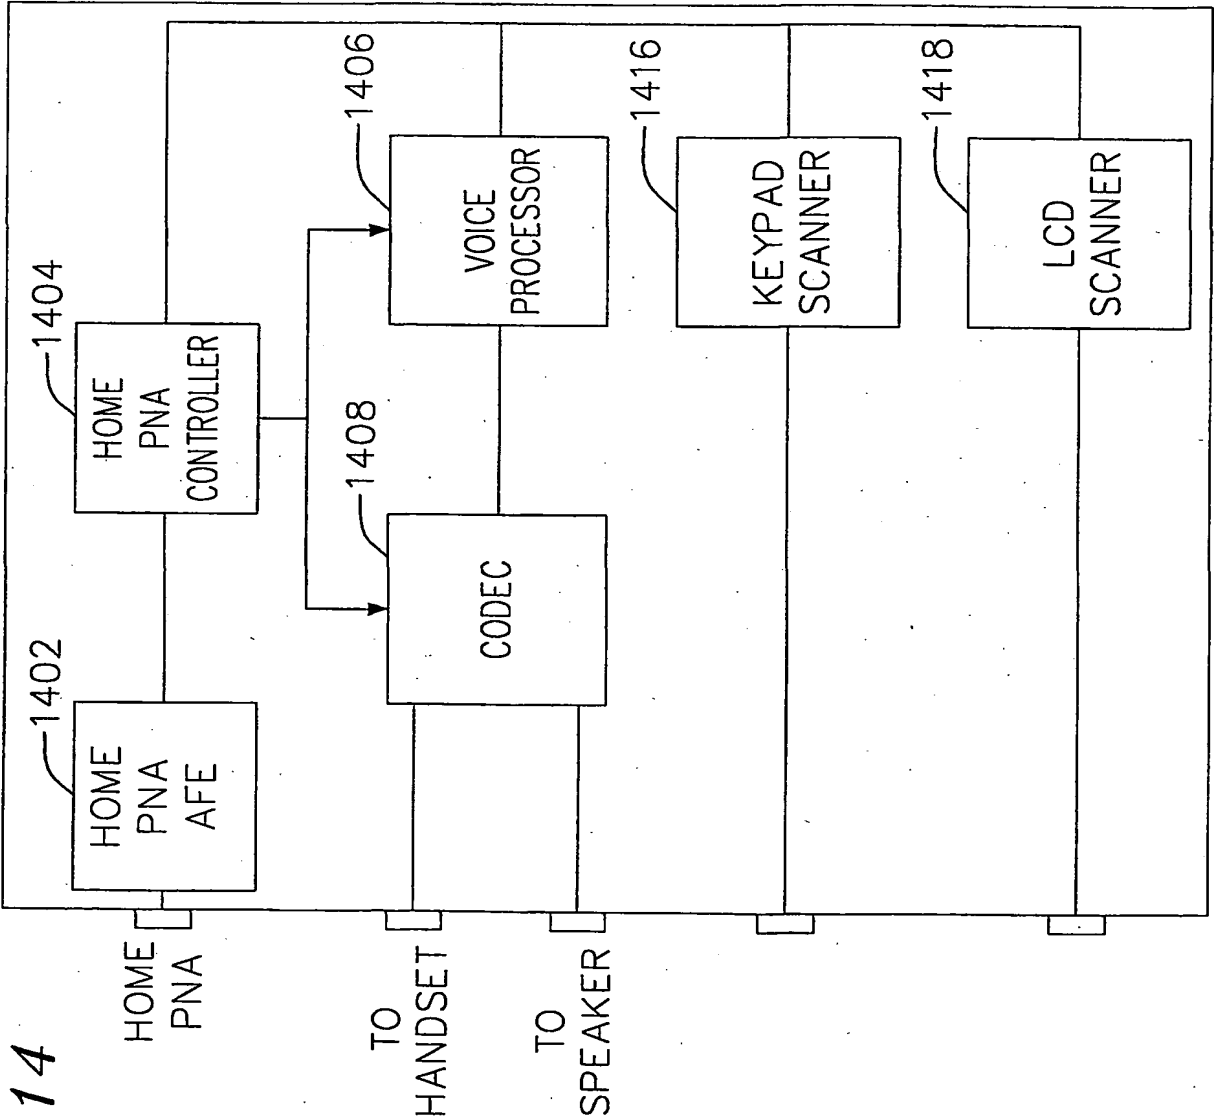 14
HOME
PNA
HOME
PNA
AFE
1402
HOME
PNA
CONTROLLER
1404
TO
HANDSET
TO
SPEAKER
CODEC
1408
VOICE
PROCESSOR
1406
KEYPAD
SCANNER
1416
LCD
SCANNER
1418